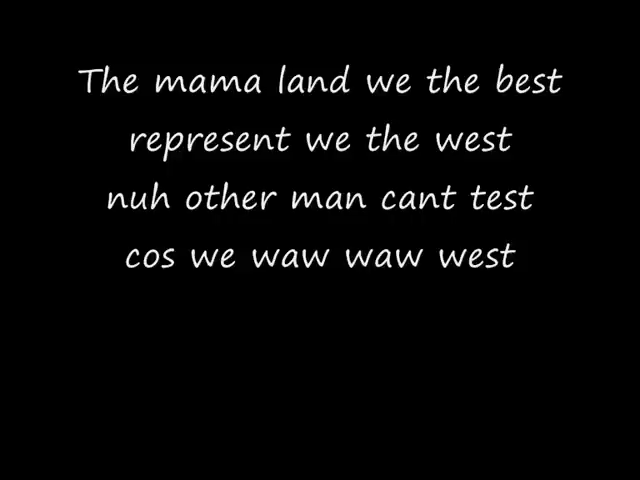 The mama land we the best
represent we the west
nuh other man cant test
cos we waw waw west